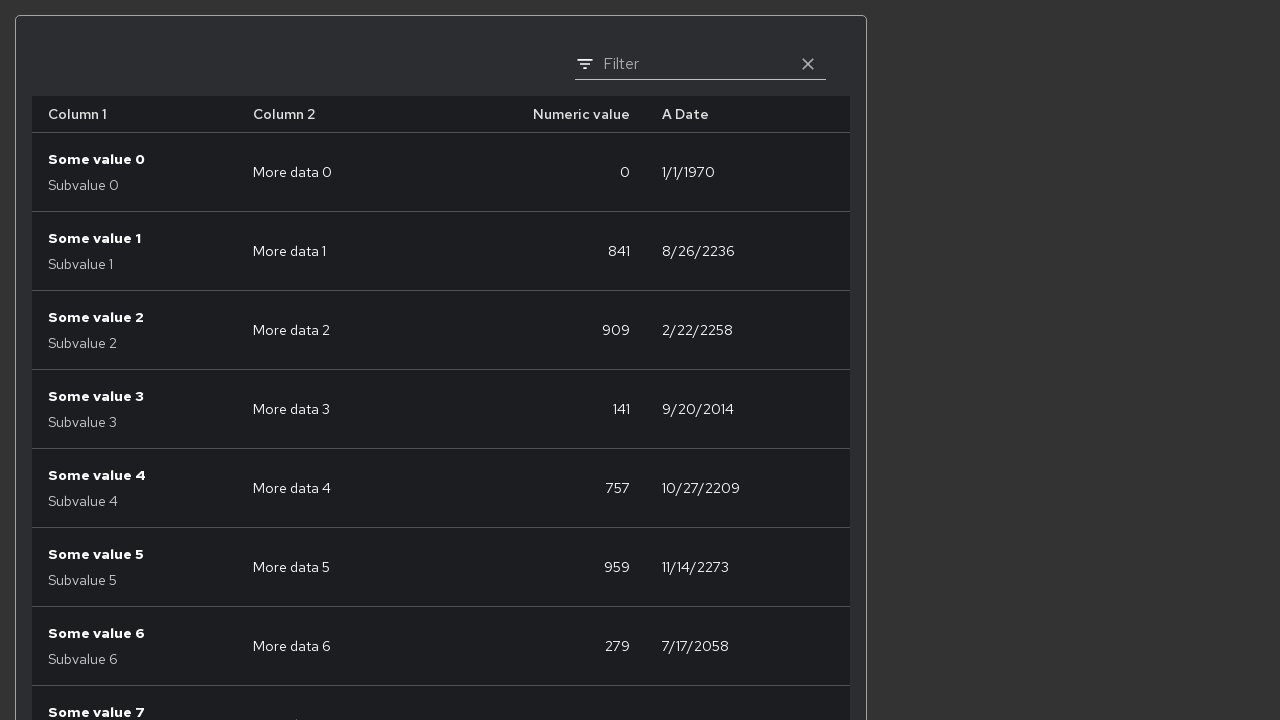 Filter
Column 1 Column 2 Numeric value A Date
Some value 0
Subvalue 0
More data 0 0 1/1/1970
Some value 1
Subvalue 1
More data 1 841 8/26/2236
Some value 2
Subvalue 2
More data 2 909 2/22/2258
Some value 3
Subvalue 3
More data 3 141 9/20/2014
Some value 4
Subvalue 4
More data 4 757 10/27/2209
Some value 5
Subvalue 5
More data 5 959 11/14/2273
Some value 6
Subvalue 6
More data 6 279 7/17/2058
Some value 7